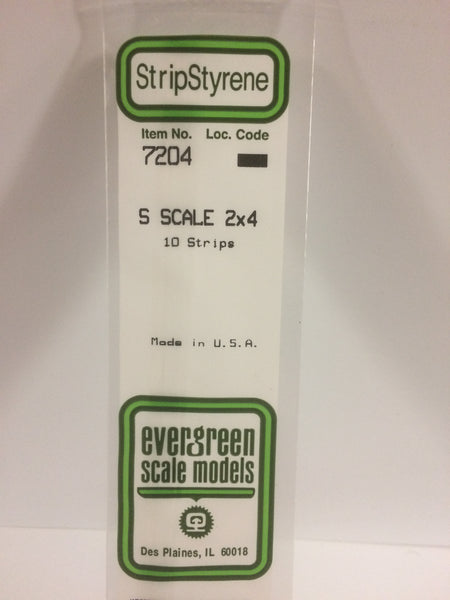 StripStyrene
Item No. Loc. Code
7204
S SCALE 2x4
10 Strips
Made in U.S.A.
evergreen
scale models
Des Plaines, IL 60018